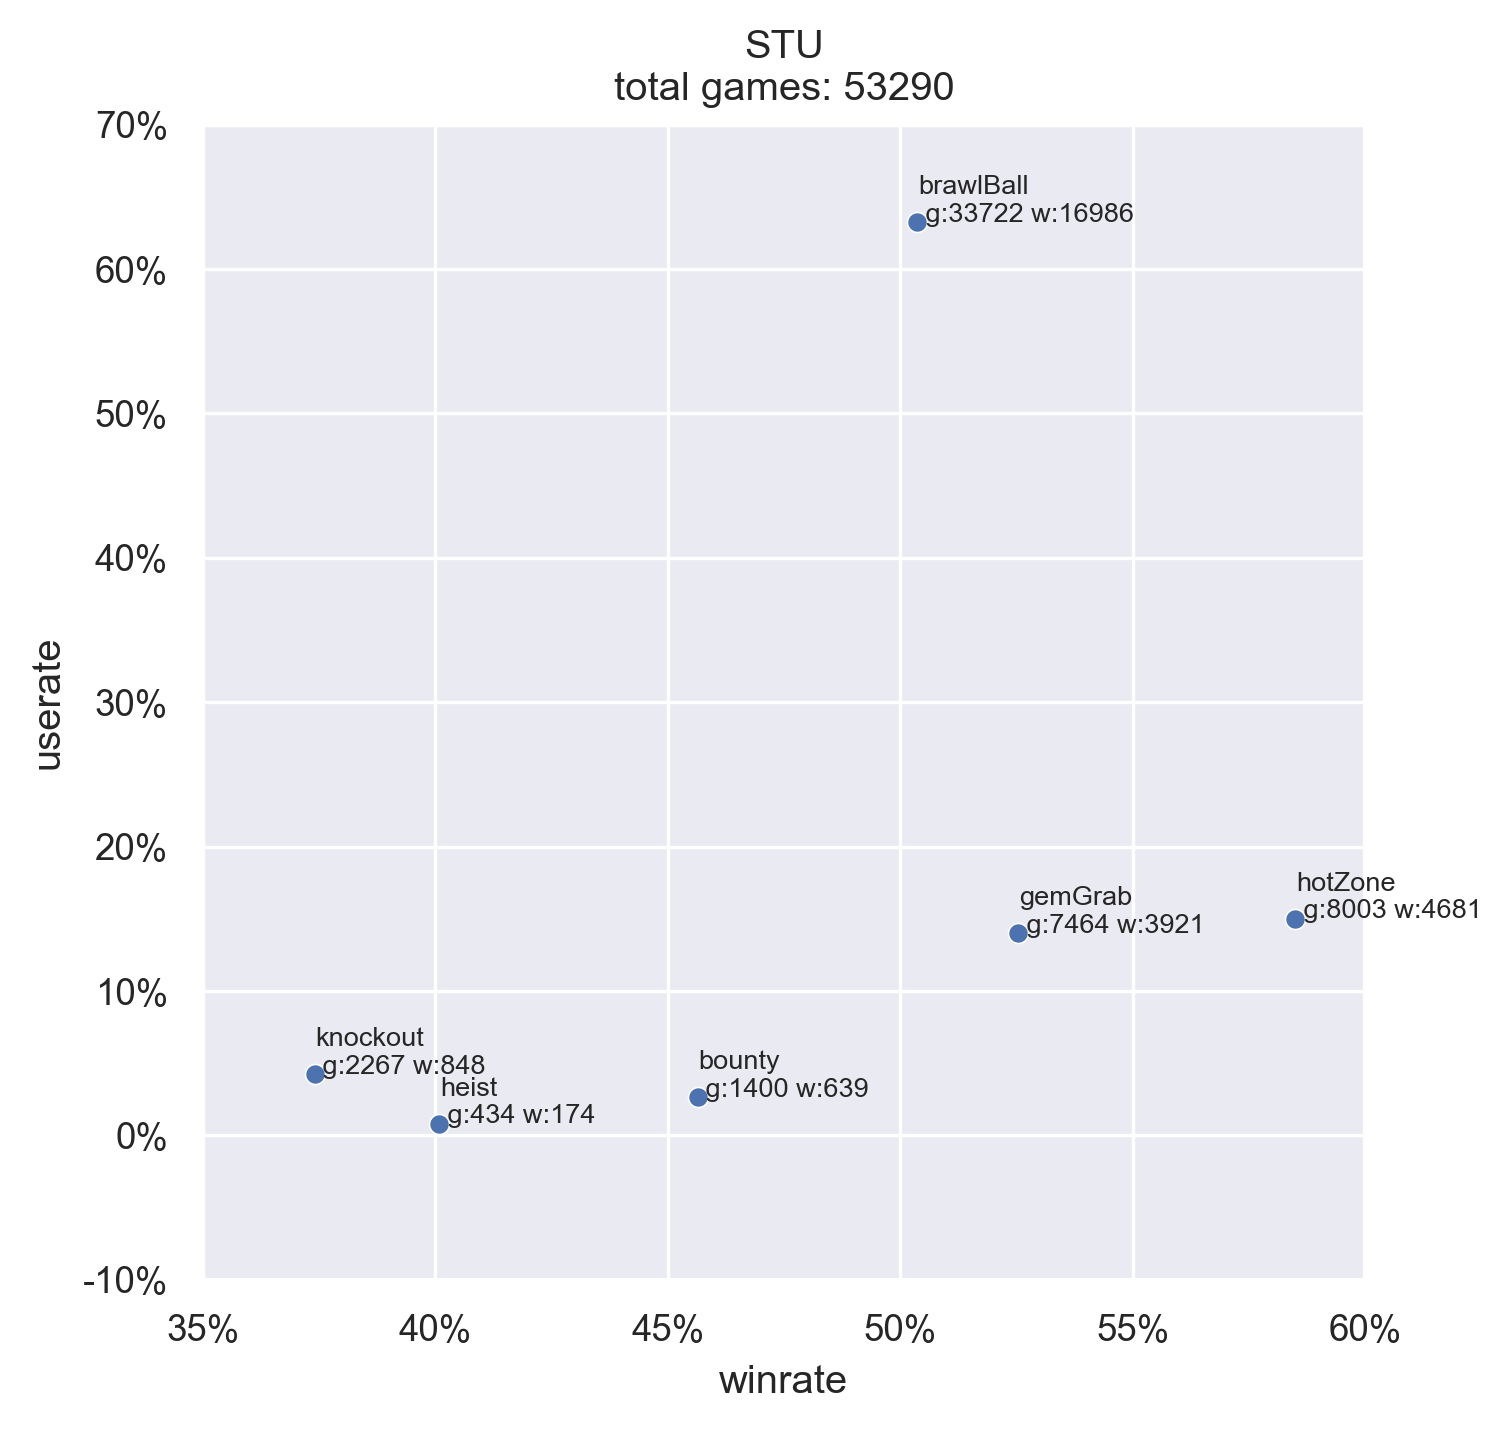 STU
total games: 53290
70%
60%
50%
40%
30%
20%
10%
0%
-10%
userate
brawlBall
g:33722 w:16986
hotZone
g:8003 w:4681
gemGrab
g:7464 w:3921
knockout
g:2267 w:848
bounty
g:1400 w:639
heist
g:434 w:174
35% 40% 45% 50% 55% 60%
winrate